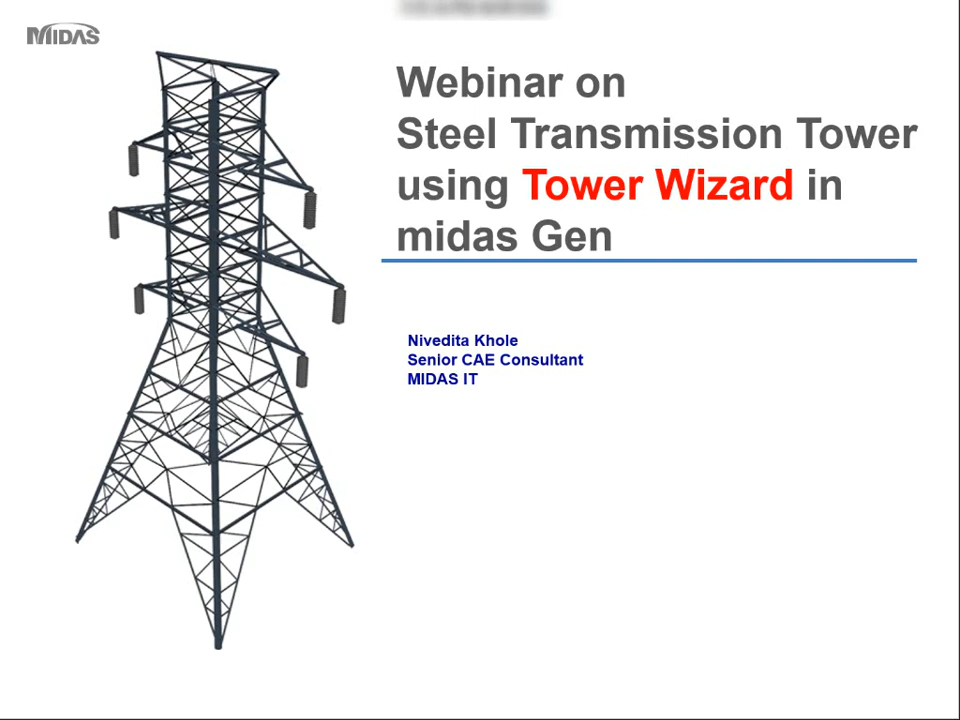 MIDAS
Webinar on
Steel Transmission Tower
using Tower Wizard in
midas Gen
Nivedita Khole
Senior CAE Consultant
MIDAS IT